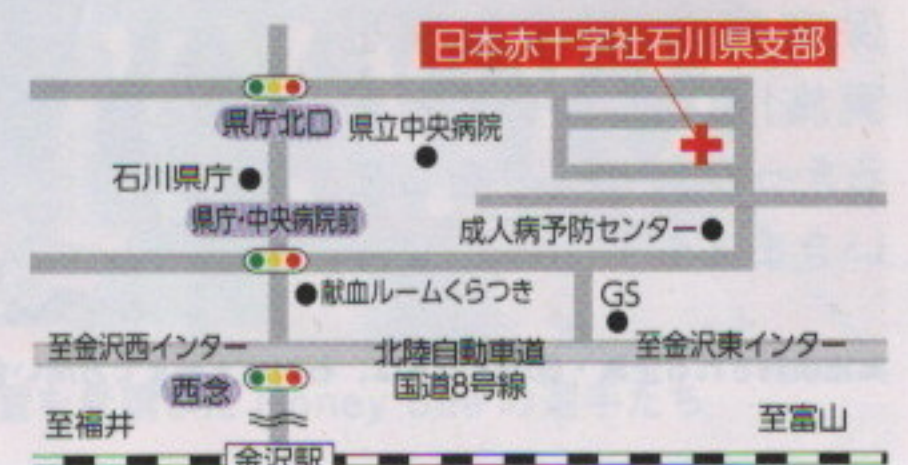 日本赤十字社石川県支部
県庁北口
県立中央病院
石川県庁
県庁・中央病院前
成人病予防センター
献血ルームくらつき
GS
至金沢西インター
北陸自動車道
国道8号線
至金沢東インター
西念
至福井
至富山
金沢駅